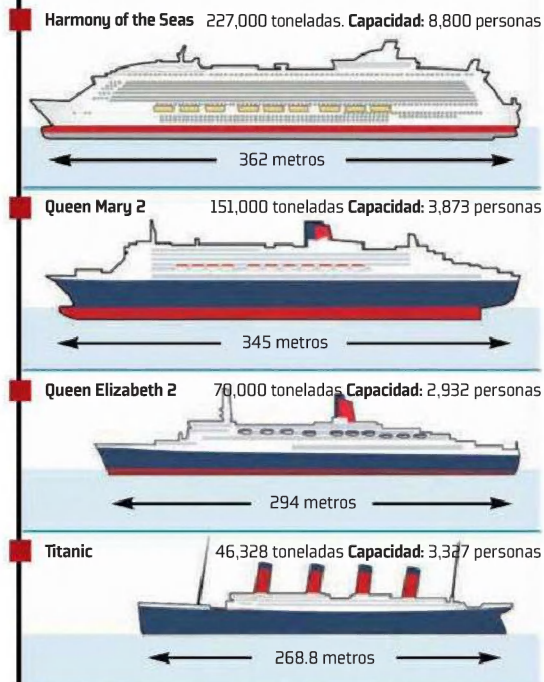 Harmony of the Seas 227,000 toneladas. Capacidad: 8,800 personas
362 metros
Queen Mary 2 151,000 toneladas Capacidad: 3,873 personas
345 metros
Queen Elizabeth 2 70,000 toneladas Capacidad: 2,932 personas
294 metros
Titanic 46,328 toneladas Capacidad: 3,327 personas
268.8 metros